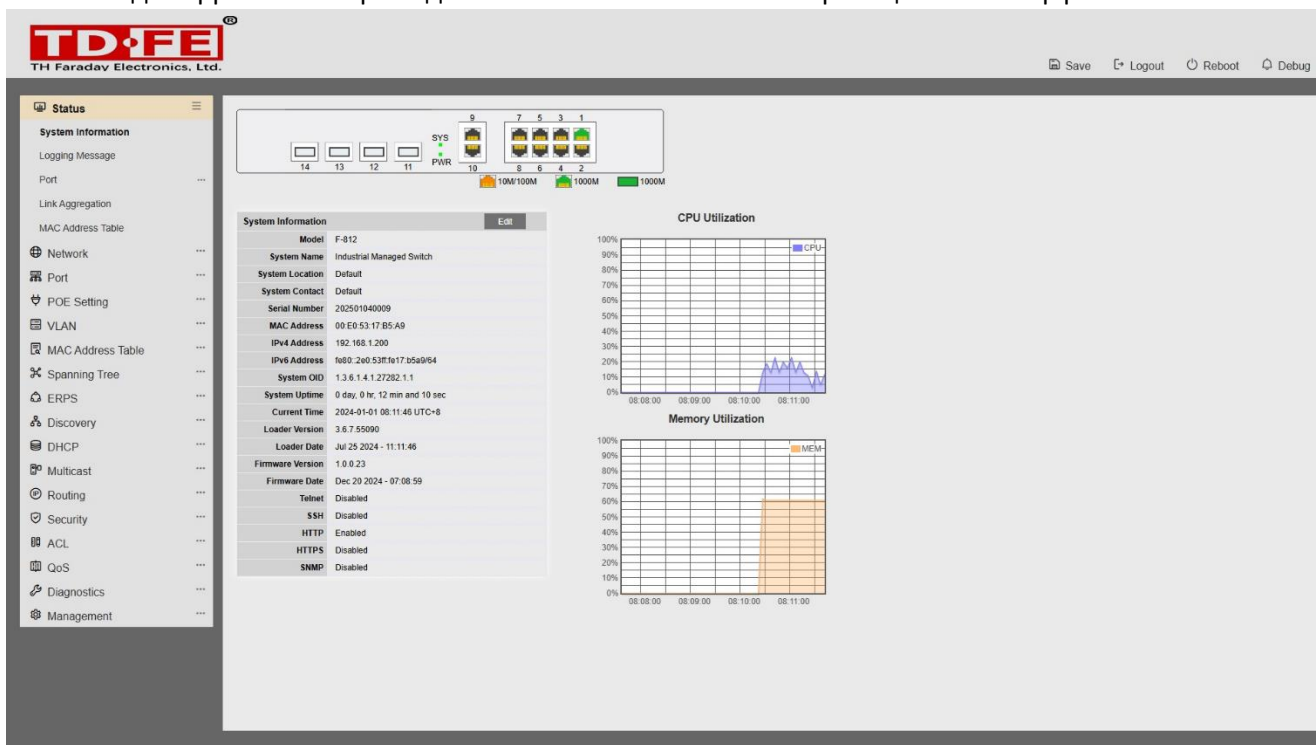 TD·FE®
TH Faraday Electronics, Ltd.
Save Logout Reboot Debug
Status
System Information
Logging Message
Port
Link Aggregation
MAC Address Table
Network
Port
POE Setting
VLAN
MAC Address Table
Spanning Tree
ERPS
Discovery
DHCP
Multicast
Routing
Security
ACL
QoS
Diagnostics
Management
9 7 5 3 1
SYS
PWR
14 13 12 11 10 8 6 4 2
10M/100M 1000M 1000M
System Information Edit
Model F-812
System Name Industrial Managed Switch
System Location Default
System Contact Default
Serial Number 202501040009
MAC Address 00:E0:53:17:B5:A9
IPv4 Address 192.168.1.200
IPv6 Address fe80::2e0:53ff:fe17:b5a9/64
System OID 1.3.6.1.4.1.27282.1.1
System Uptime 0 day, 0 hr, 12 min and 10 sec
Current Time 2024-01-01 08:11:46 UTC+8
Loader Version 3.6.7.55090
Loader Date Jul 25 2024 - 11:11:46
Firmware Version 1.0.0.23
Firmware Date Dec 20 2024 - 07:08:59
Telnet Disabled
SSH Disabled
HTTP Enabled
HTTPS Disabled
SNMP Disabled
CPU Utilization
CPU
100%
90%
80%
70%
60%
50%
40%
30%
20%
10%
0%
08:08:00 08:09:00 08:10:00 08:11:00
Memory Utilization
MEM
100%
90%
80%
70%
60%
50%
40%
30%
20%
10%
0%
08:08:00 08:09:00 08:10:00 08:11:00